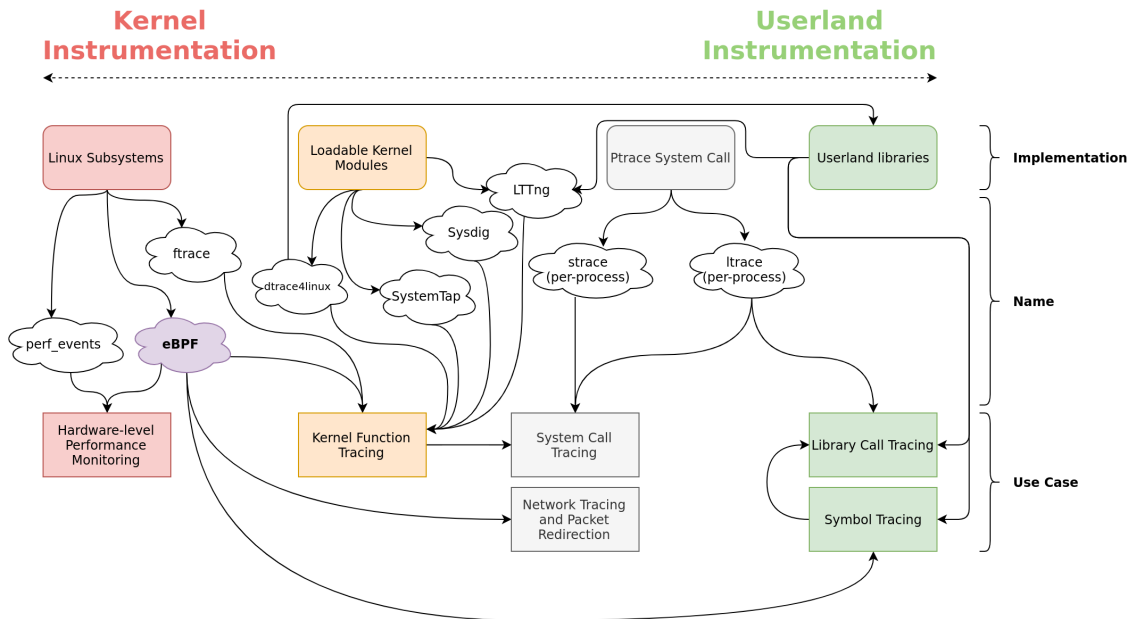 Kernel
Instrumentation
Userland
Instrumentation
Linux Subsystems
Loadable Kernel
Modules
Ptrace System Call
Userland libraries
Implementation
LTTng
Sysdig
ftrace
strace
(per-process)
ltrace
(per-process)
dtrace4linux
SystemTap
Name
perf_events
eBPF
Hardware-level
Performance
Monitoring
Kernel Function
Tracing
System Call
Tracing
Library Call Tracing
Use Case
Network Tracing
and Packet
Redirection
Symbol Tracing